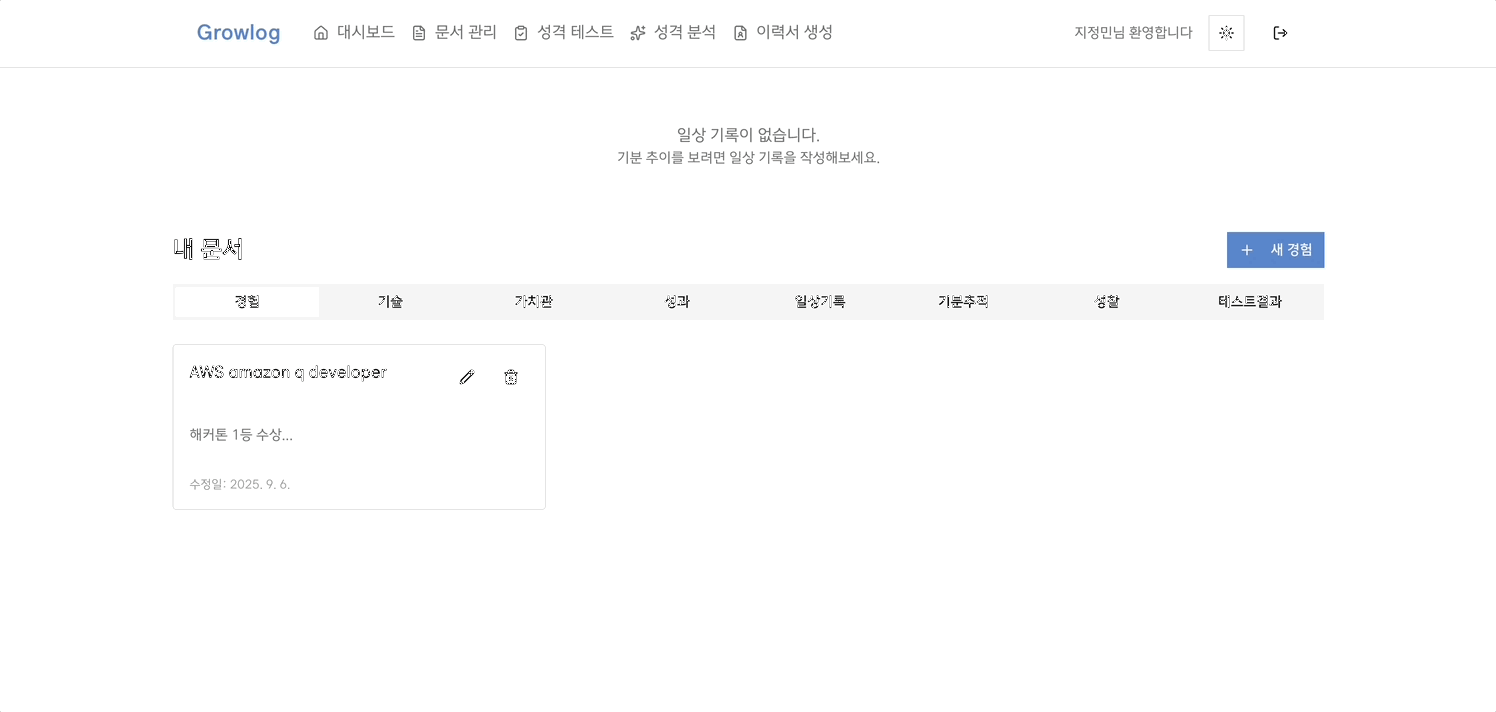 Growlog 대시보드 문서 관리 성격 테스트 성격 분석 이력서 생성 지정민님 환영합니다
일상 기록이 없습니다.
기분 추이를 보려면 일상 기록을 작성해보세요.
내 문서
+ 새 경험
경험 기술 가치관 성과 일상기록 기분추적 성찰 테스트결과
AWS amazon q developer
해커톤 1등 수상...
수정일: 2025. 9. 6.